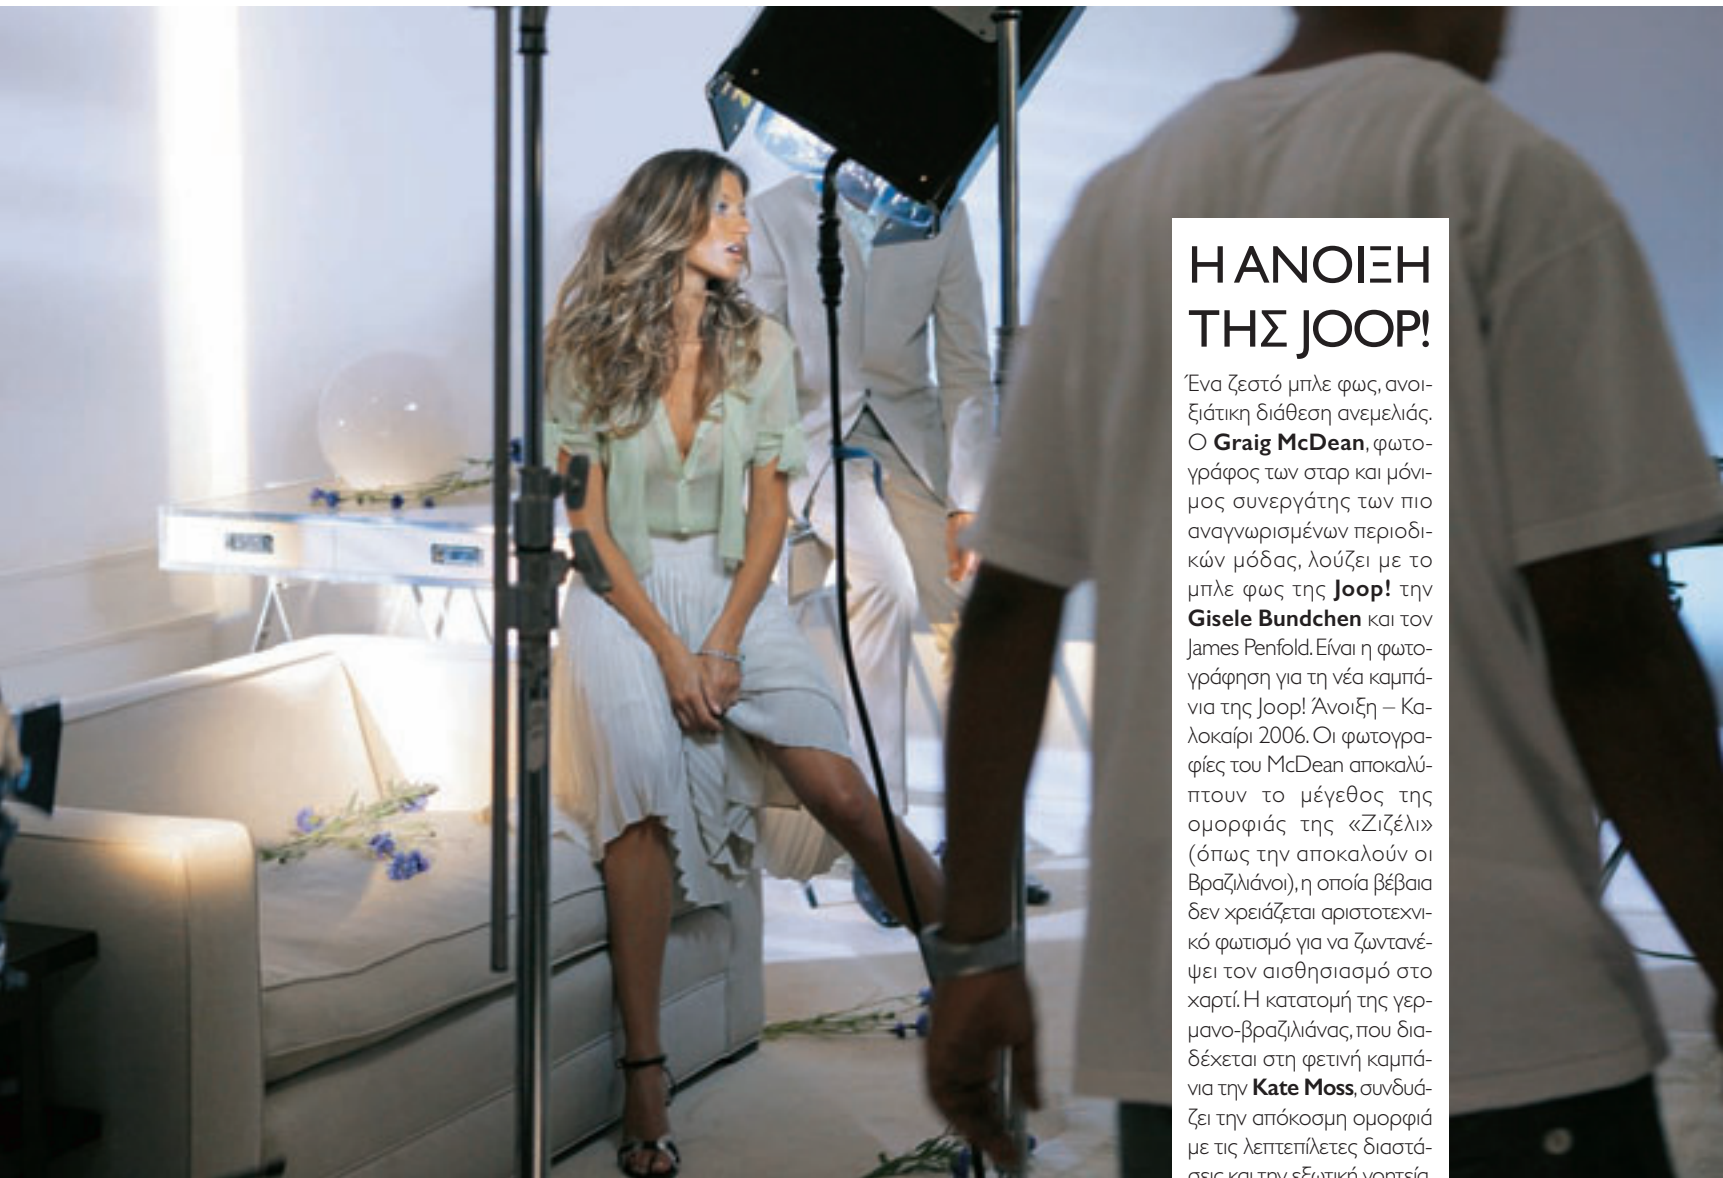 Η ΑΝΟΙΞΗ
ΤΗΣ JOOP!
Ένα ζεστό μπλε φως, ανοι-
ξιάτικη διάθεση ανεμελιάς.
Ο Graig McDean, φωτο-
γράφος των σταρ και μόνι-
μος συνεργάτης των πιο
αναγνωρισμένων περιοδι-
κών μόδας, λούζει με το
μπλε φως της Joop! την
Gisele Bundchen και τον
James Penfold. Είναι η φωτο-
γράφηση για τη νέα καμπά-
νια της Joop! Άνοιξη – Κα-
λοκαίρι 2006. Οι φωτογρα-
φίες του McDean αποκαλύ-
πτουν το μέγεθος της
ομορφιάς της «Ζιζέλι»
(όπως την αποκαλούν οι
Βραζιλιάνοι), η οποία βέβαια
δεν χρειάζεται αριστοτεχνι-
κό φωτισμό για να ζωντανέ-
ψει τον αισθησιασμό στο
χαρτί. Η κατατομή της γερ-
μανο-βραζιλιάνας, που δια-
δέχεται στη φετινή καμπά-
νια την Kate Moss, συνδυά-
ζει την απόκοσμη ομορφιά
με τις λεπτεπίλετες διαστά-
σεις και την εξωτική γοητεία.